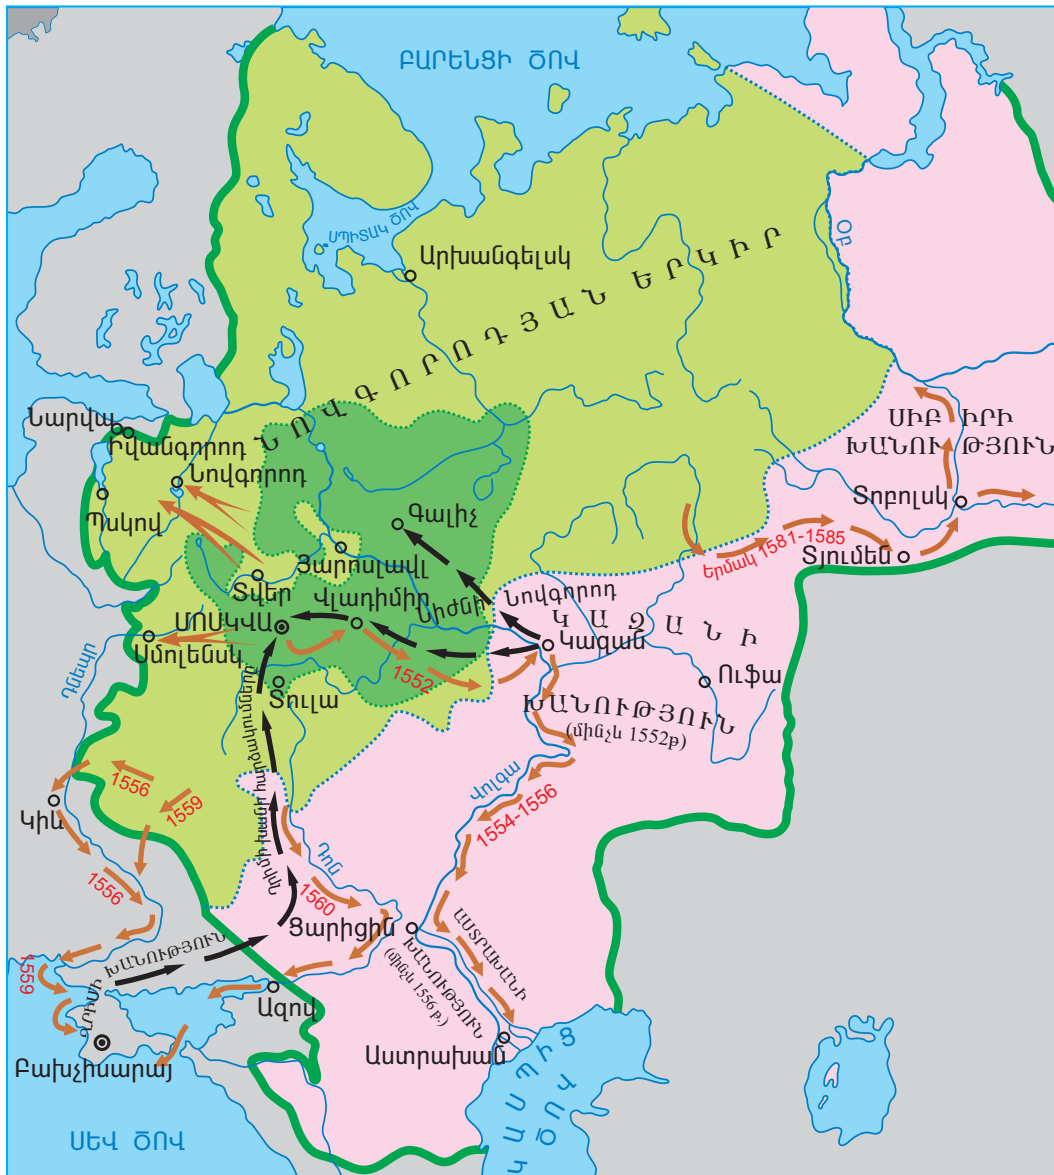 ԲԱՐԵՆՑԻ ԾՈՎ
ՍՊԻՏԱԿ ԾՈՎ
Արխանգելսկ
Օբ
ՆՈՎԳՈՐՈԴՅԱՆ ԵՐԿԻՐ
Նարվա
Իվանգորոդ
Նովգորոդ
Պսկով
Գալիչ
ՍԻԲԻՐԻ
ԽԱՆՈՒԹՅՈՒՆ
Տոբոլսկ
Երմակ 1581-1585
Տյումեն
Յարոսլավլ
Տվեր
Վլադիմիր
Նիժնի Նովգորոդ
ՄՈՍԿՎԱ
Սմոլենսկ
Դնեպր
ԿԱԶԱՆԻ
Կազան
1552
Տուլա
Ուֆա
ԽԱՆՈՒԹՅՈՒՆ
(մինչև 1552թ)
Վոլգա
1554-1556
1556
1559
Կիև
1556
խանի հարձակումները
Դոն
1560
Ցարիցին
ԱՍՏՐԱԽԱՆԻ
ԽԱՆՈՒԹՅՈՒՆ
(մինչև 1556 թ.)
ՂՐԻՄԻ ԽԱՆՈՒԹՅՈՒՆ
1559
Ազով
Աստրախան
Բախչիսարայ
ՍԵՎ ԾՈՎ
ԿԱՍՊԻՑ ԾՈՎ